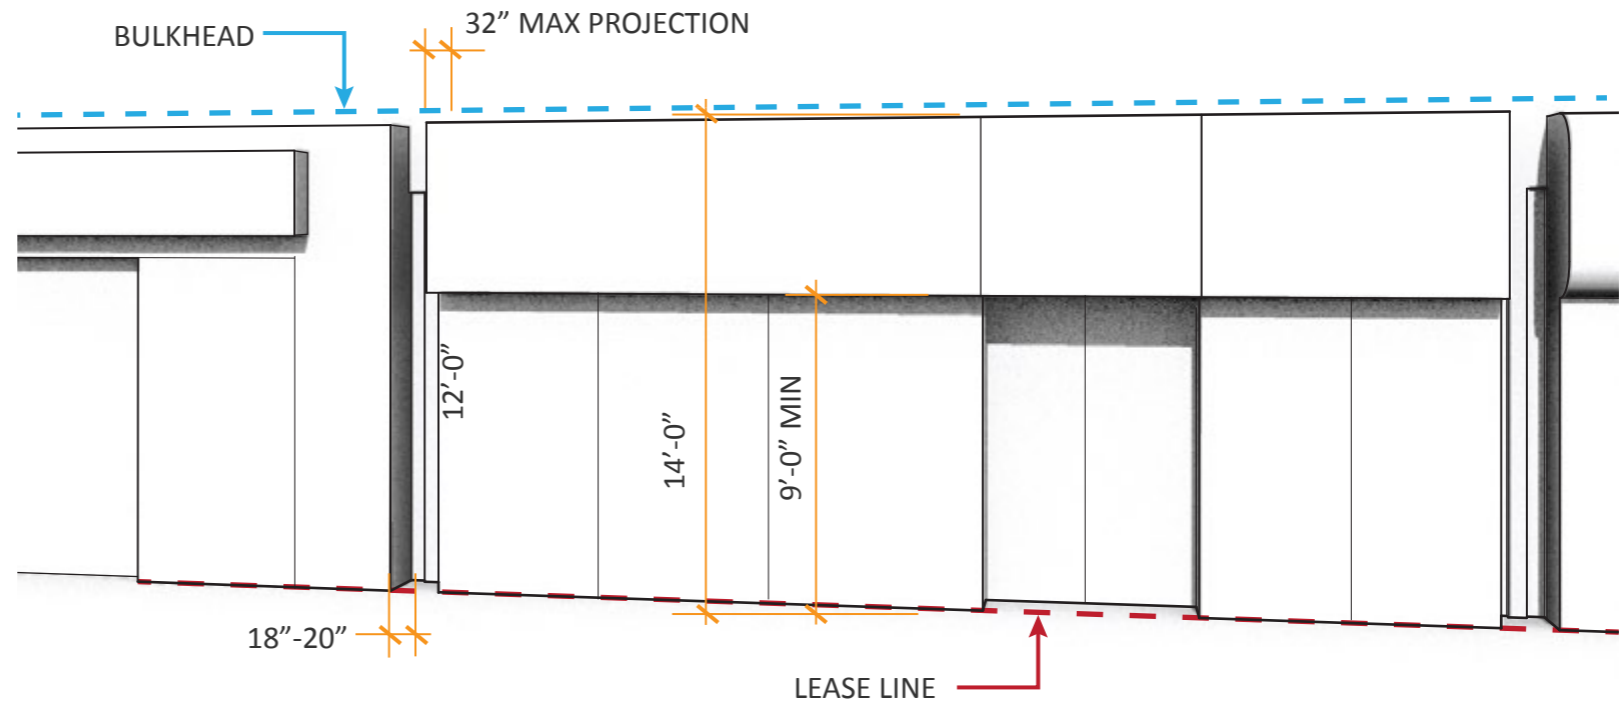 32” MAX PROJECTION
BULKHEAD
12’-0”
14’-0”
9’-0” MIN
18”-20”
LEASE LINE